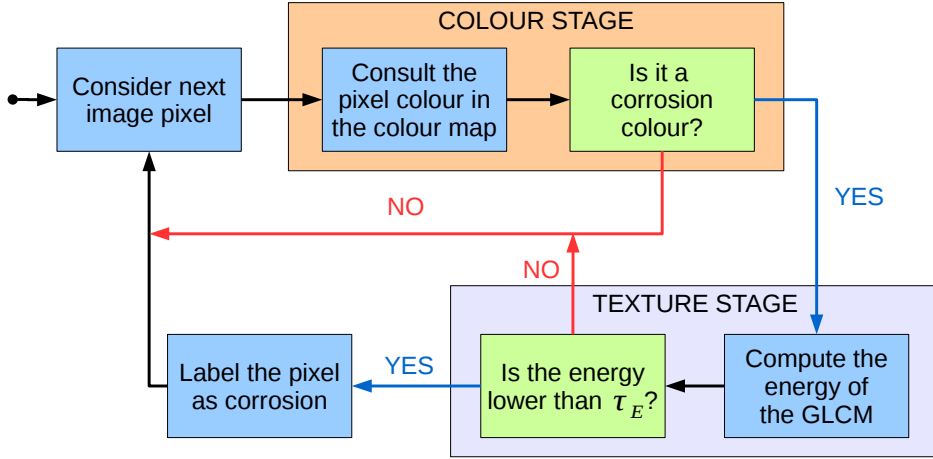 COLOUR STAGE
Consider next
image pixel
Consult the
pixel colour in
the colour map
Is it a
corrosion
colour?
NO
YES
NO
TEXTURE STAGE
Label the pixel
as corrosion
YES
Is the energy
lower than τ_E?
Compute the
energy of
the GLCM